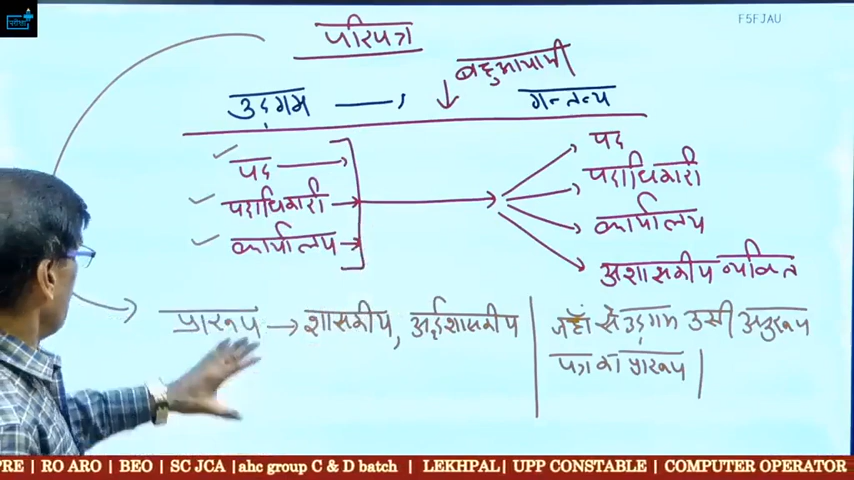 परीक्षा
F5FJAU
परिपत्र
बहुआयामी
उद्गम → गन्तव्य
पद
पदाधिकारी
कार्यालय
पद
पदाधिकारी
कार्यालय
अशासकीय व्यक्ति
प्रारूप → शासकीय, अर्द्धशासकीय
जहाँ से उद्गम उसी अनुरूप
पत्र का प्रारूप
PRE | RO ARO | BEO | SC JCA |ahc group C & D batch | LEKHPAL| UPP CONSTABLE | COMPUTER OPERATOR